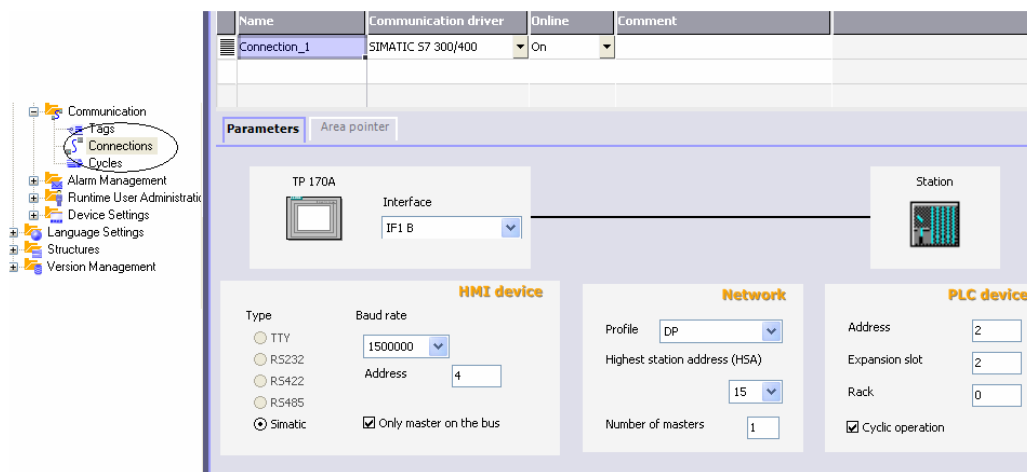 Name Communication driver Online Comment
Connection_1 SIMATIC S7 300/400 On
Communication
Tags
Connections
Cycles
Alarm Management
Runtime User Administratio
Device Settings
Language Settings
Structures
Version Management
Parameters Area pointer
TP 170A
Interface
IF1 B
Station
HMI device
Type Baud rate
TTY
1500000
RS232
Address 4
RS422
RS485
Simatic Only master on the bus
Network
Profile DP
Highest station address (HSA)
15
Number of masters 1
PLC device
Address 2
Expansion slot 2
Rack 0
Cyclic operation